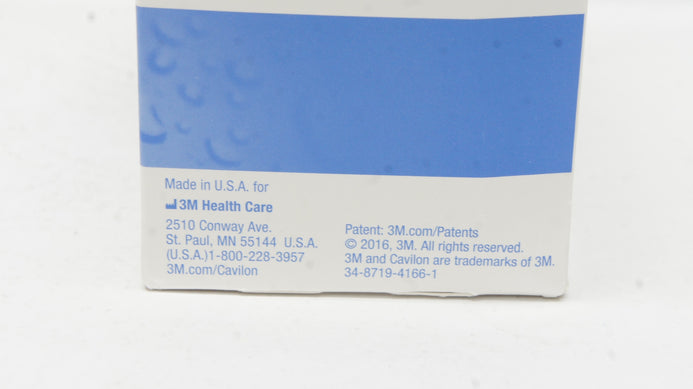 Made in U.S.A. for
3M Health Care
2510 Conway Ave.
St. Paul, MN 55144 U.S.A.
(U.S.A.)1-800-228-3957
3M.com/Cavilon
Patent: 3M.com/Patents
© 2016, 3M. All rights reserved.
3M and Cavilon are trademarks of 3M.
34-8719-4166-1